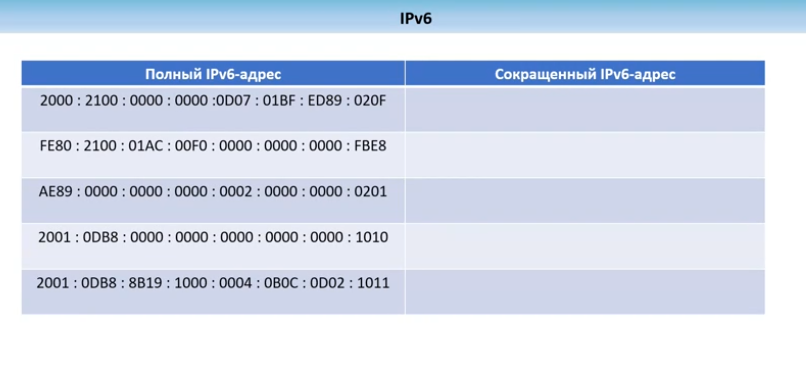 IPv6
Полный IPv6-адрес Сокращенный IPv6-адрес
2000 : 2100 : 0000 : 0000 :0D07 : 01BF : ED89 : 020F
FE80 : 2100 : 01AC : 00F0 : 0000 : 0000 : 0000 : FBE8
AE89 : 0000 : 0000 : 0000 : 0002 : 0000 : 0000 : 0201
2001 : 0DB8 : 0000 : 0000 : 0000 : 0000 : 0000 : 1010
2001 : 0DB8 : 8B19 : 1000 : 0004 : 0B0C : 0D02 : 1011